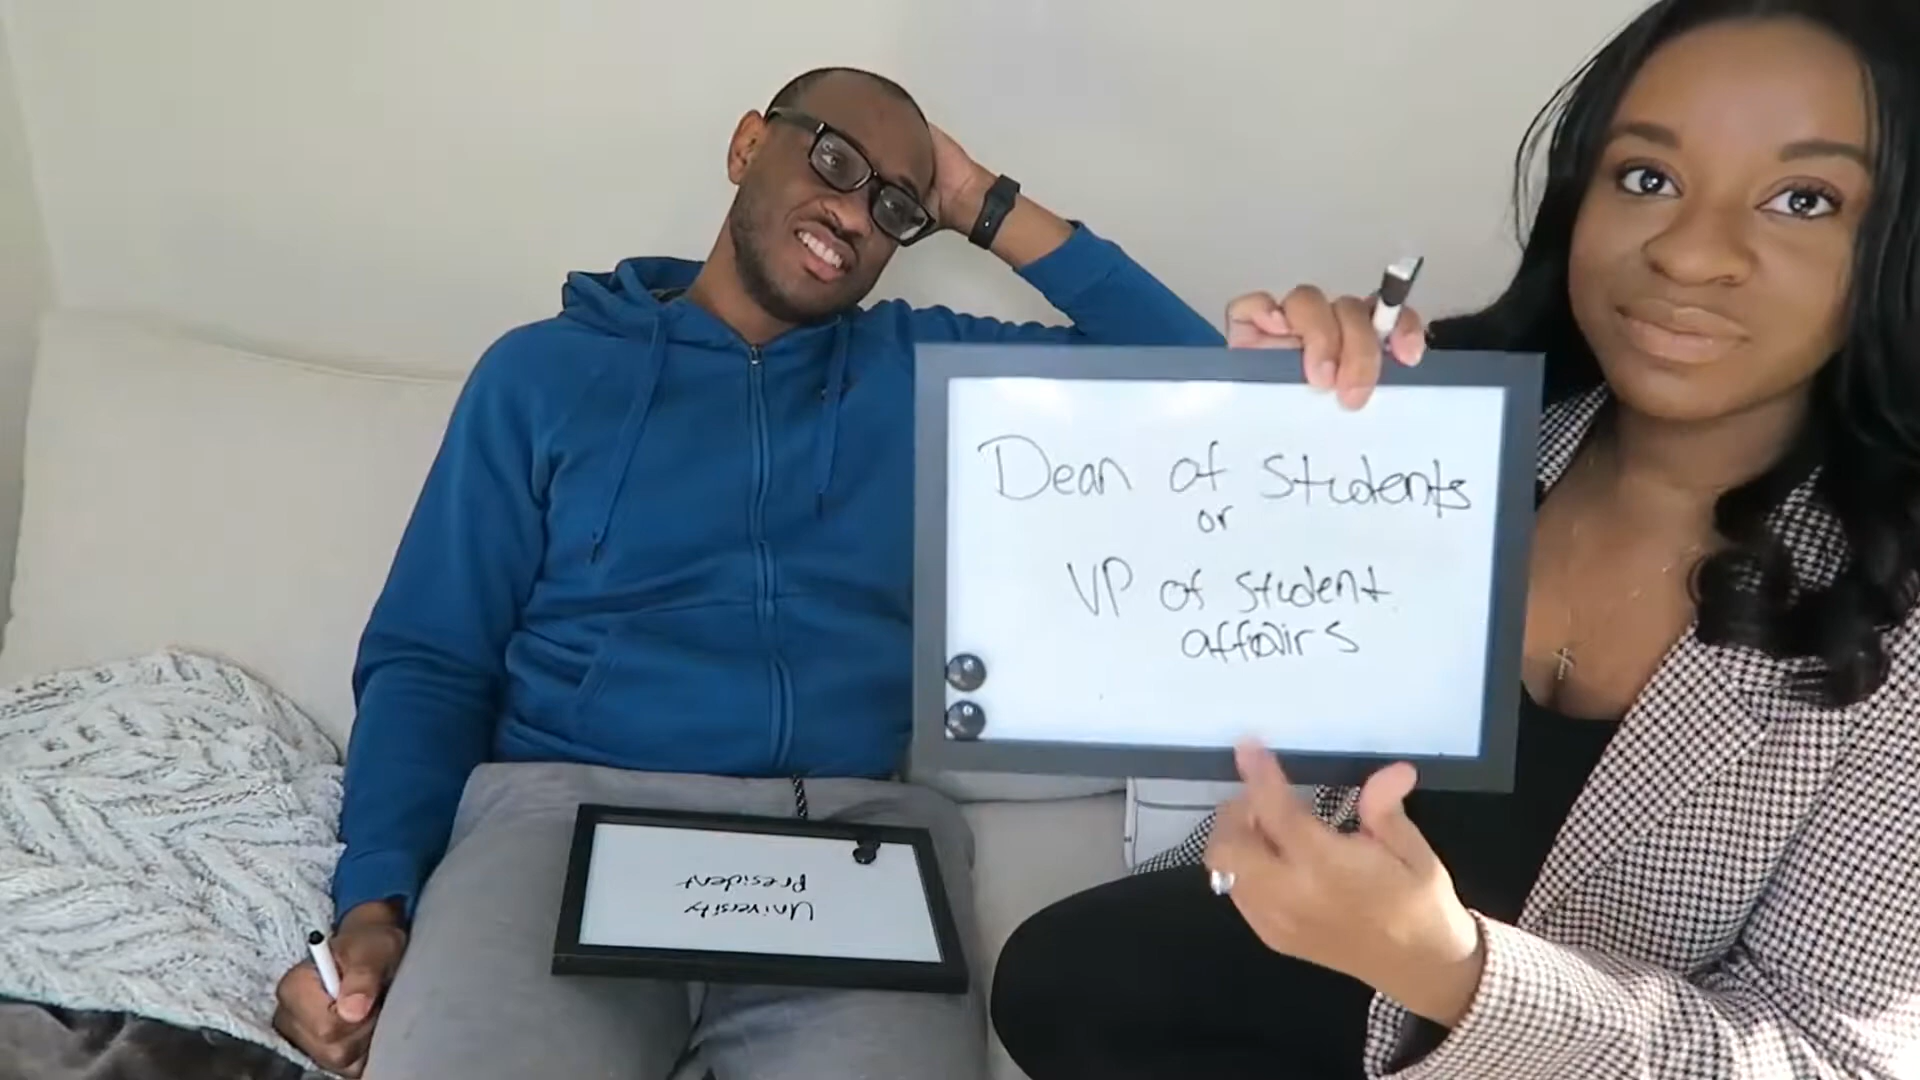 Dean of Students
or
VP of student
affairs
University
President